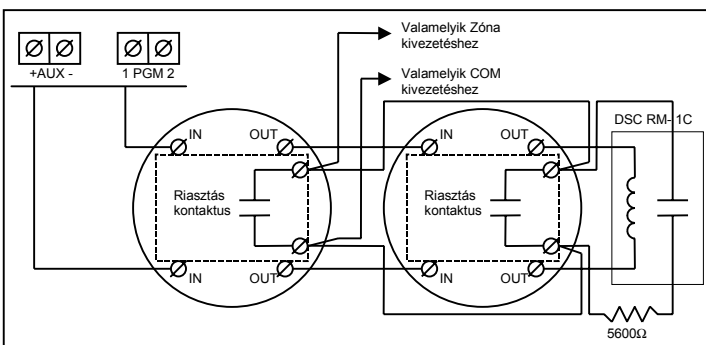 Valamelyik Zóna
kivezetéshez
+AUX -
1 PGM 2
Valamelyik COM
kivezetéshez
DSC RM- 1C
IN
OUT
IN
OUT
Riasztás
kontaktus
Riasztás
kontaktus
IN
OUT
IN
OUT
5600Ω